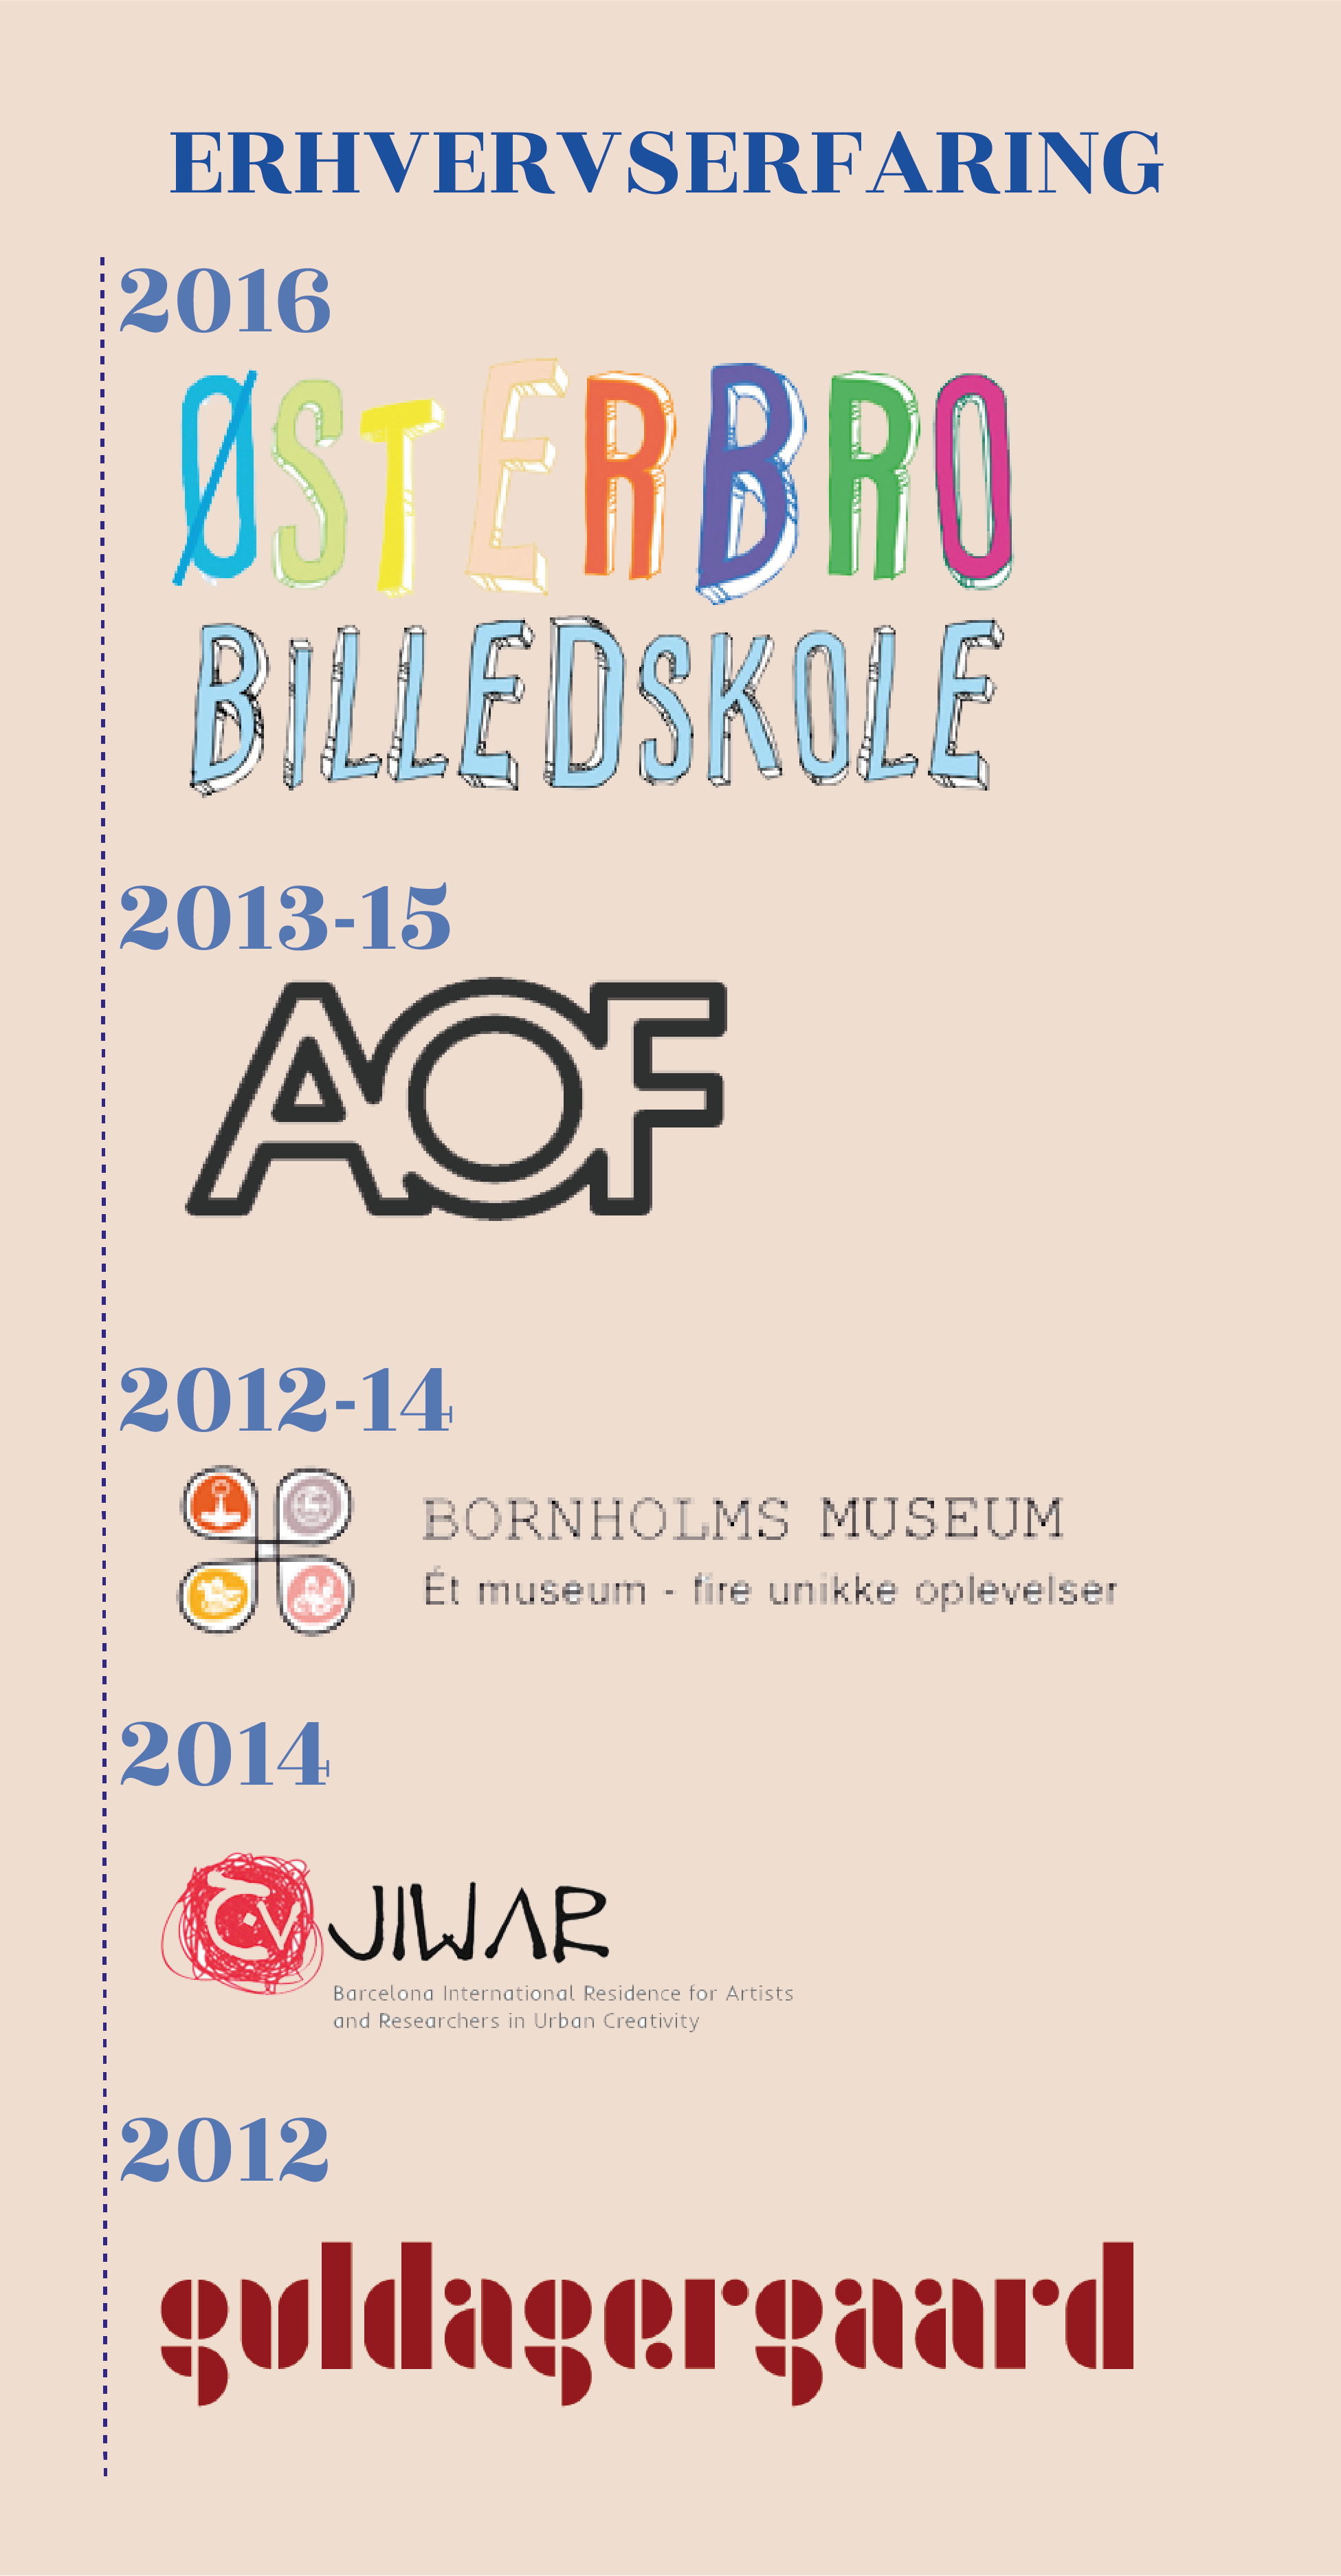 ERHVERVSERFARING
2016
ØSTERBRO
BILLEDSKOLE
2013-15
AOF
2012-14
BORNHOLMS MUSEUM
Ét museum - fire unikke oplevelser
2014
JIWAR
Barcelona International Residence for Artists
and Researchers in Urban Creativity
2012
guldagergaard